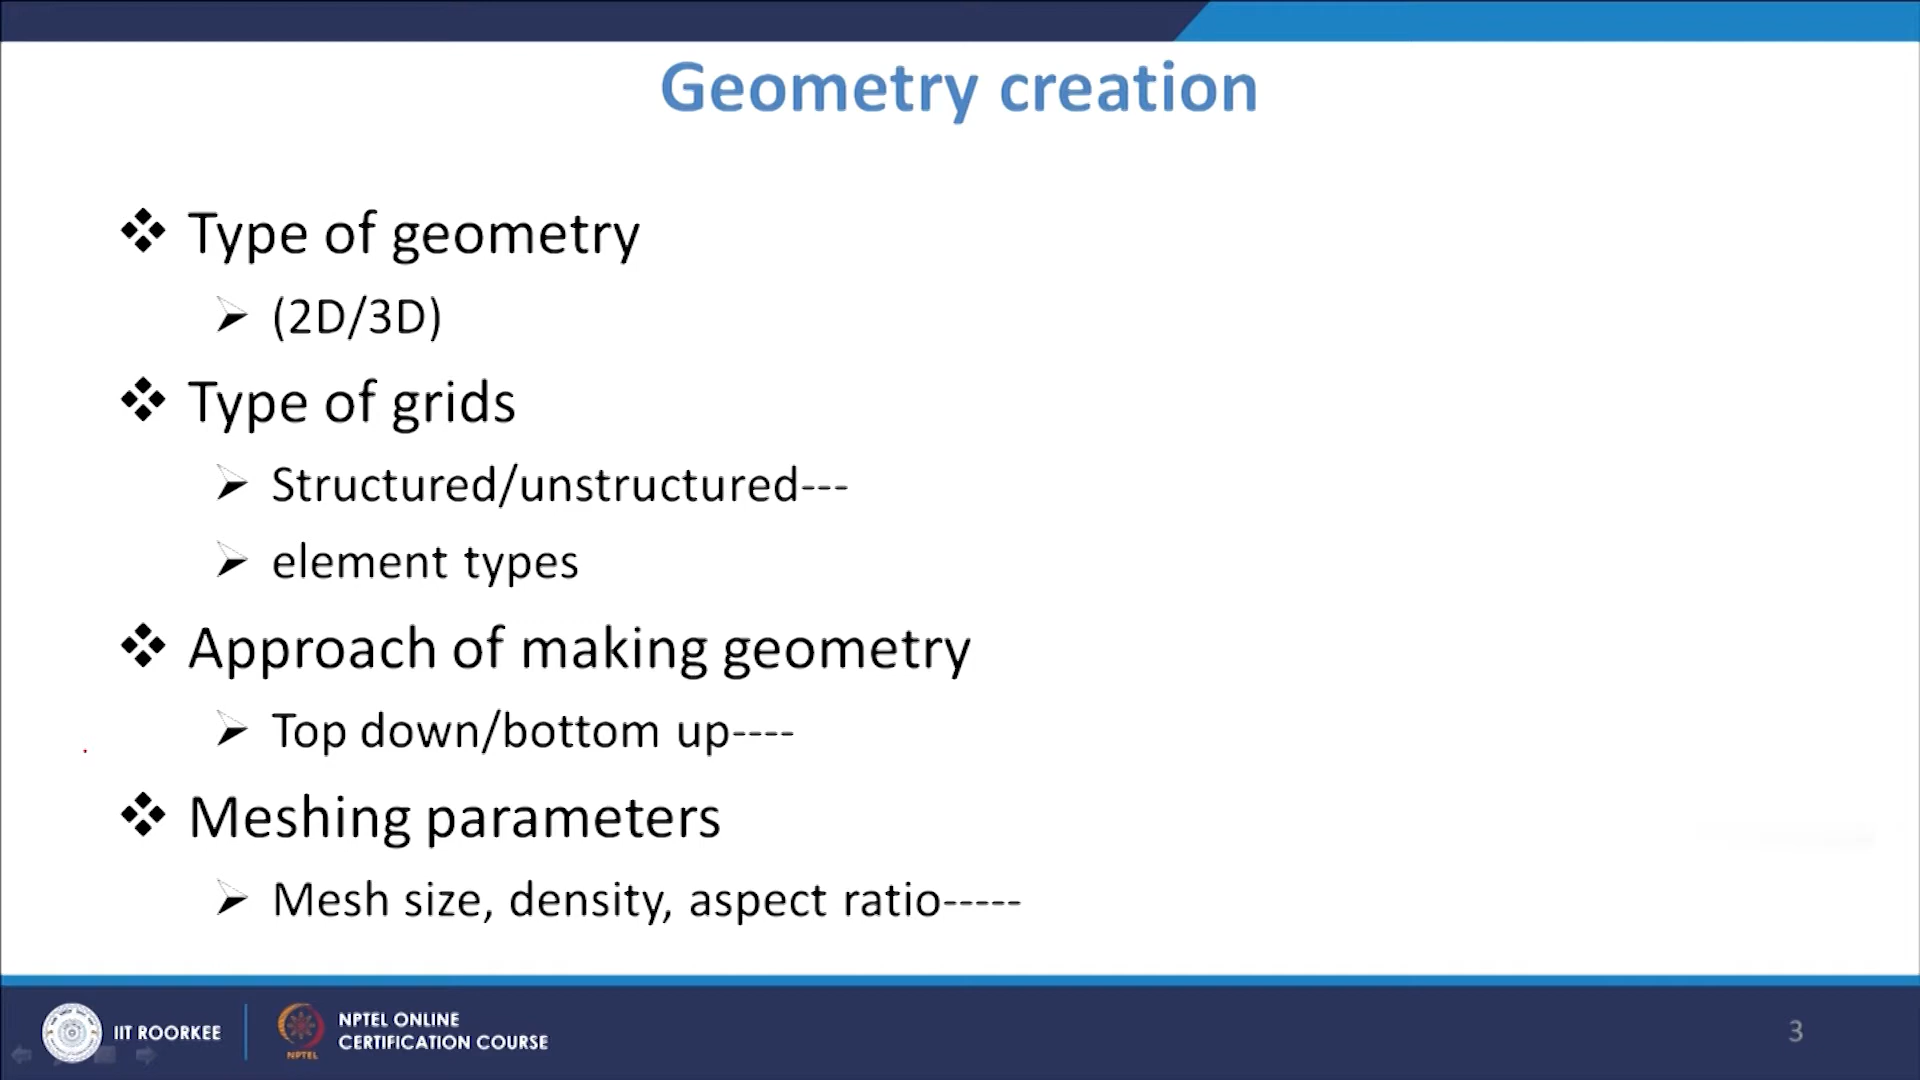 Geometry creation
Type of geometry
(2D/3D)
Type of grids
Structured/unstructured---
element types
Approach of making geometry
Top down/bottom up----
Meshing parameters
Mesh size, density, aspect ratio-----
IIT ROORKEE
NPTEL
NPTEL ONLINE
CERTIFICATION COURSE
3